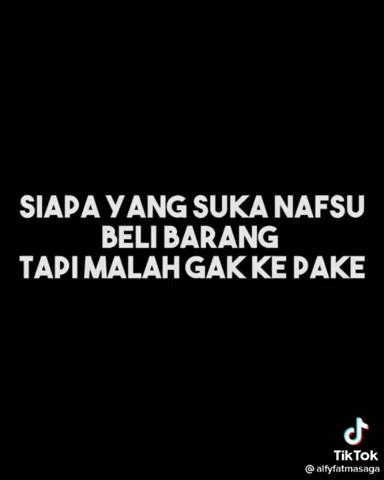 SIAPA YANG SUKA NAFSU
BELI BARANG
TAPI MALAH GAK KE PAKE
TikTok
@ alfyfatmasaga